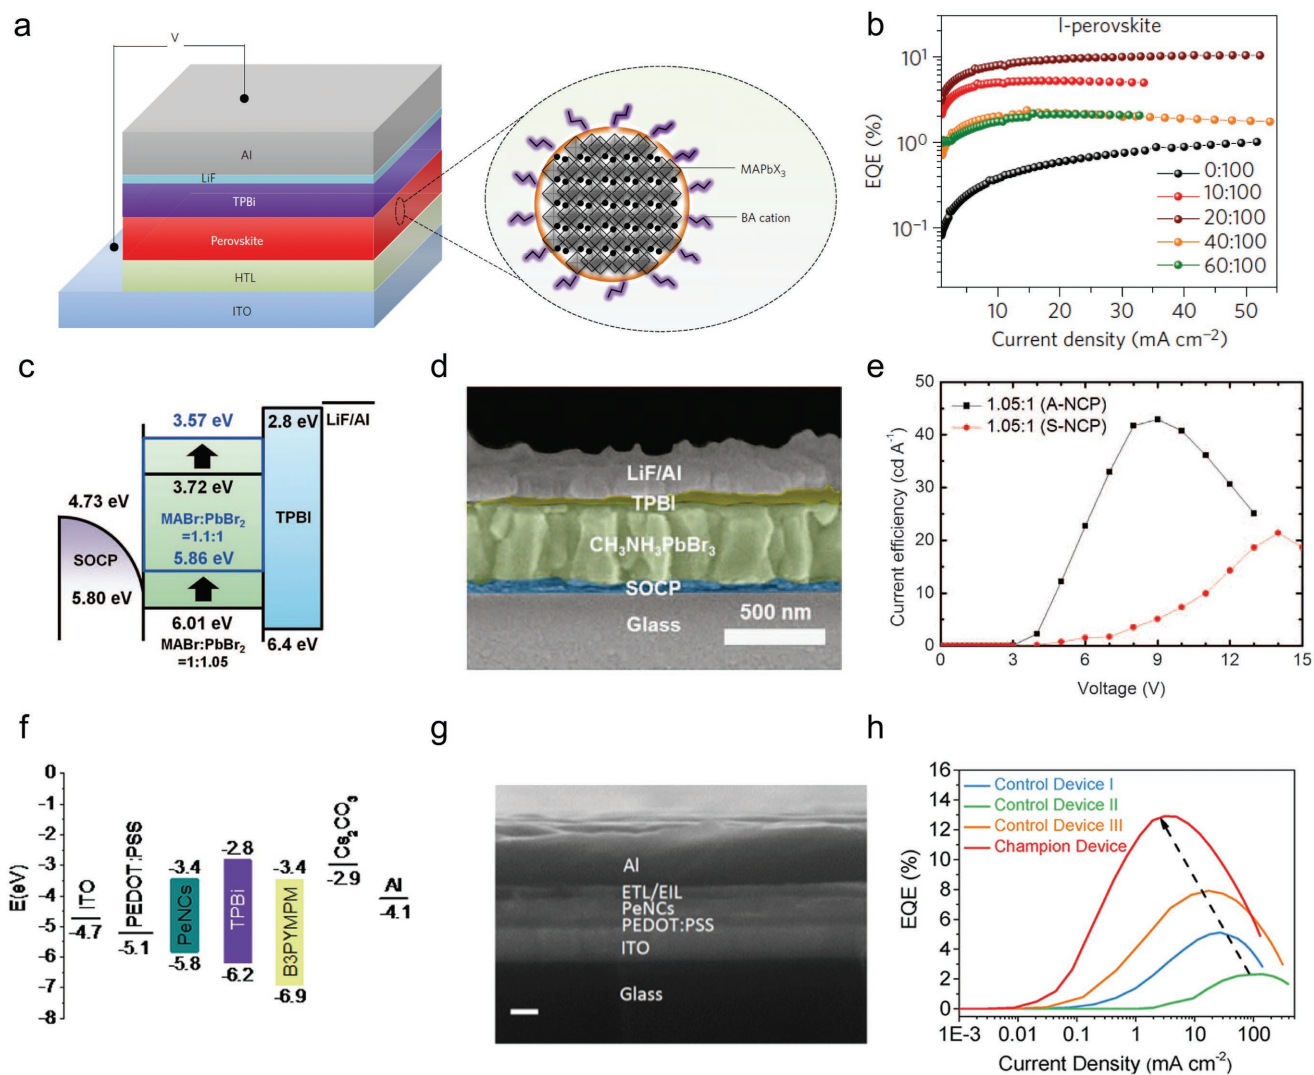 a
V
Al
LiF
TPBi
Perovskite
HTL
ITO
MAPbX₃
BA cation
b
I-perovskite
EQE (%)
10¹
10⁰
10⁻¹
0:100
10:100
20:100
40:100
60:100
10 20 30 40 50
Current density (mA cm⁻²)
c
3.57 eV
2.8 eV
LiF/Al
3.72 eV
4.73 eV
MABr:PbBr₂
=1.1:1
TPBI
SOCP
5.86 eV
5.80 eV
6.01 eV
MABr:PbBr₂
=1:1.05
6.4 eV
d
LiF/Al
TPBI
CH₃NH₃PbBr₃
SOCP
500 nm
Glass
e
Current efficiency (cd A⁻¹)
50
40
30
20
10
0
1.05:1 (A-NCP)
1.05:1 (S-NCP)
0 3 6 9 12 15
Voltage (V)
f
E(eV)
0
-1
-2
-3
-4
-5
-6
-7
-8
ITO
-4.7
PEDOT:PSS
-5.1
-3.4
PeNCs
-5.8
-2.8
TPBi
-6.2
-3.4
B3PYMPM
-6.9
Cs₂CO₃
-2.9
Al
-4.1
g
Al
ETL/EIL
PeNCs
PEDOT:PSS
ITO
Glass
h
EQE (%)
16
14
12
10
8
6
4
2
0
Control Device I
Control Device II
Control Device III
Champion Device
1E-3 0.01 0.1 1 10 100
Current Density (mA cm⁻²)